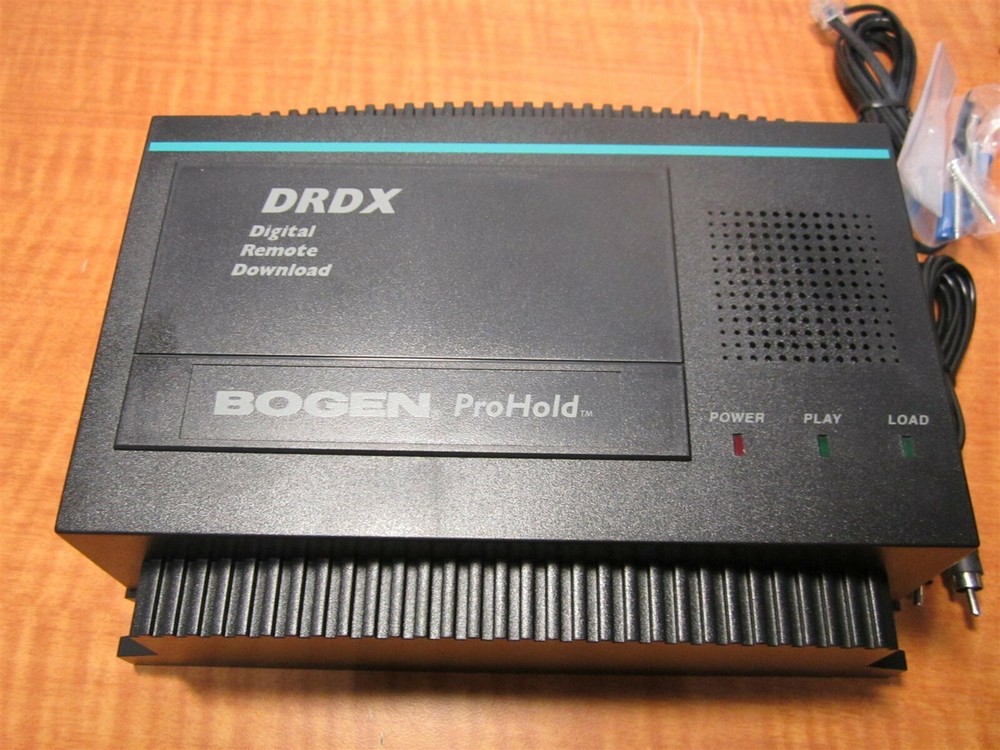 DRDX
Digital
Remote
Download
BOGEN ProHold™
POWER PLAY LOAD